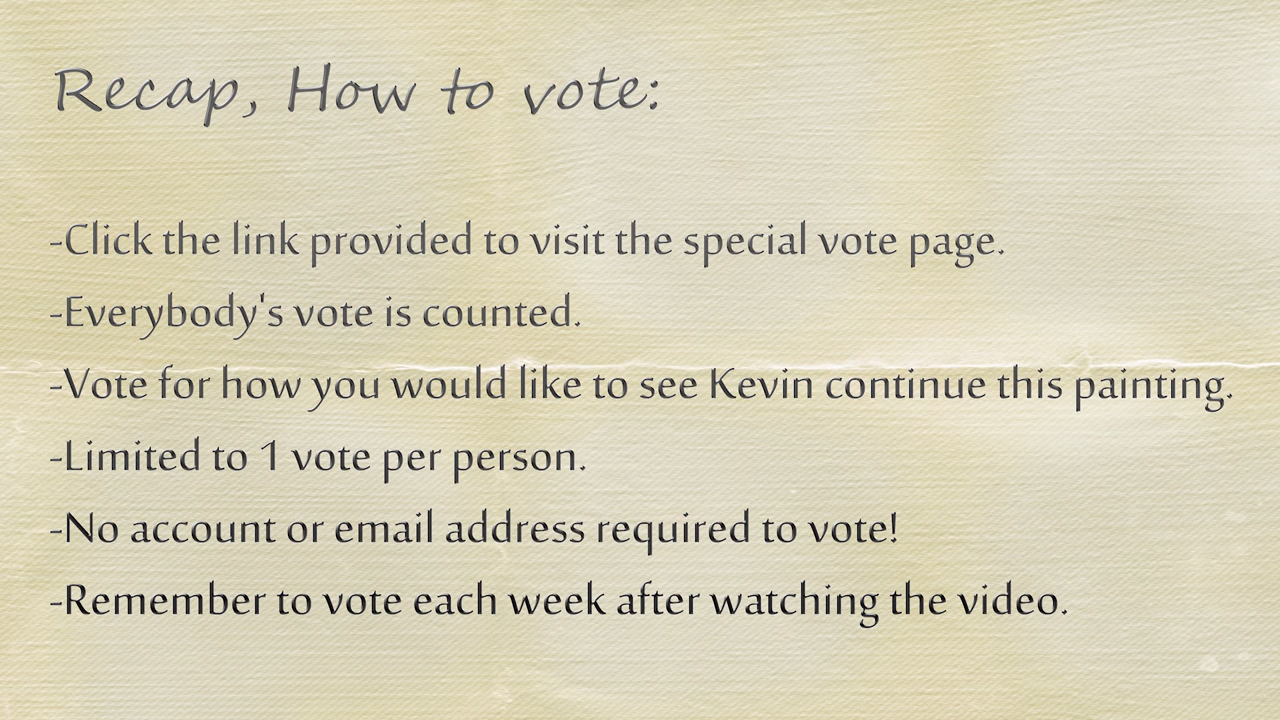 Recap, How to vote:
-Click the link provided to visit the special vote page.
-Everybody's vote is counted.
-Vote for how you would like to see Kevin continue this painting.
-Limited to 1 vote per person.
-No account or email address required to vote!
-Remember to vote each week after watching the video.